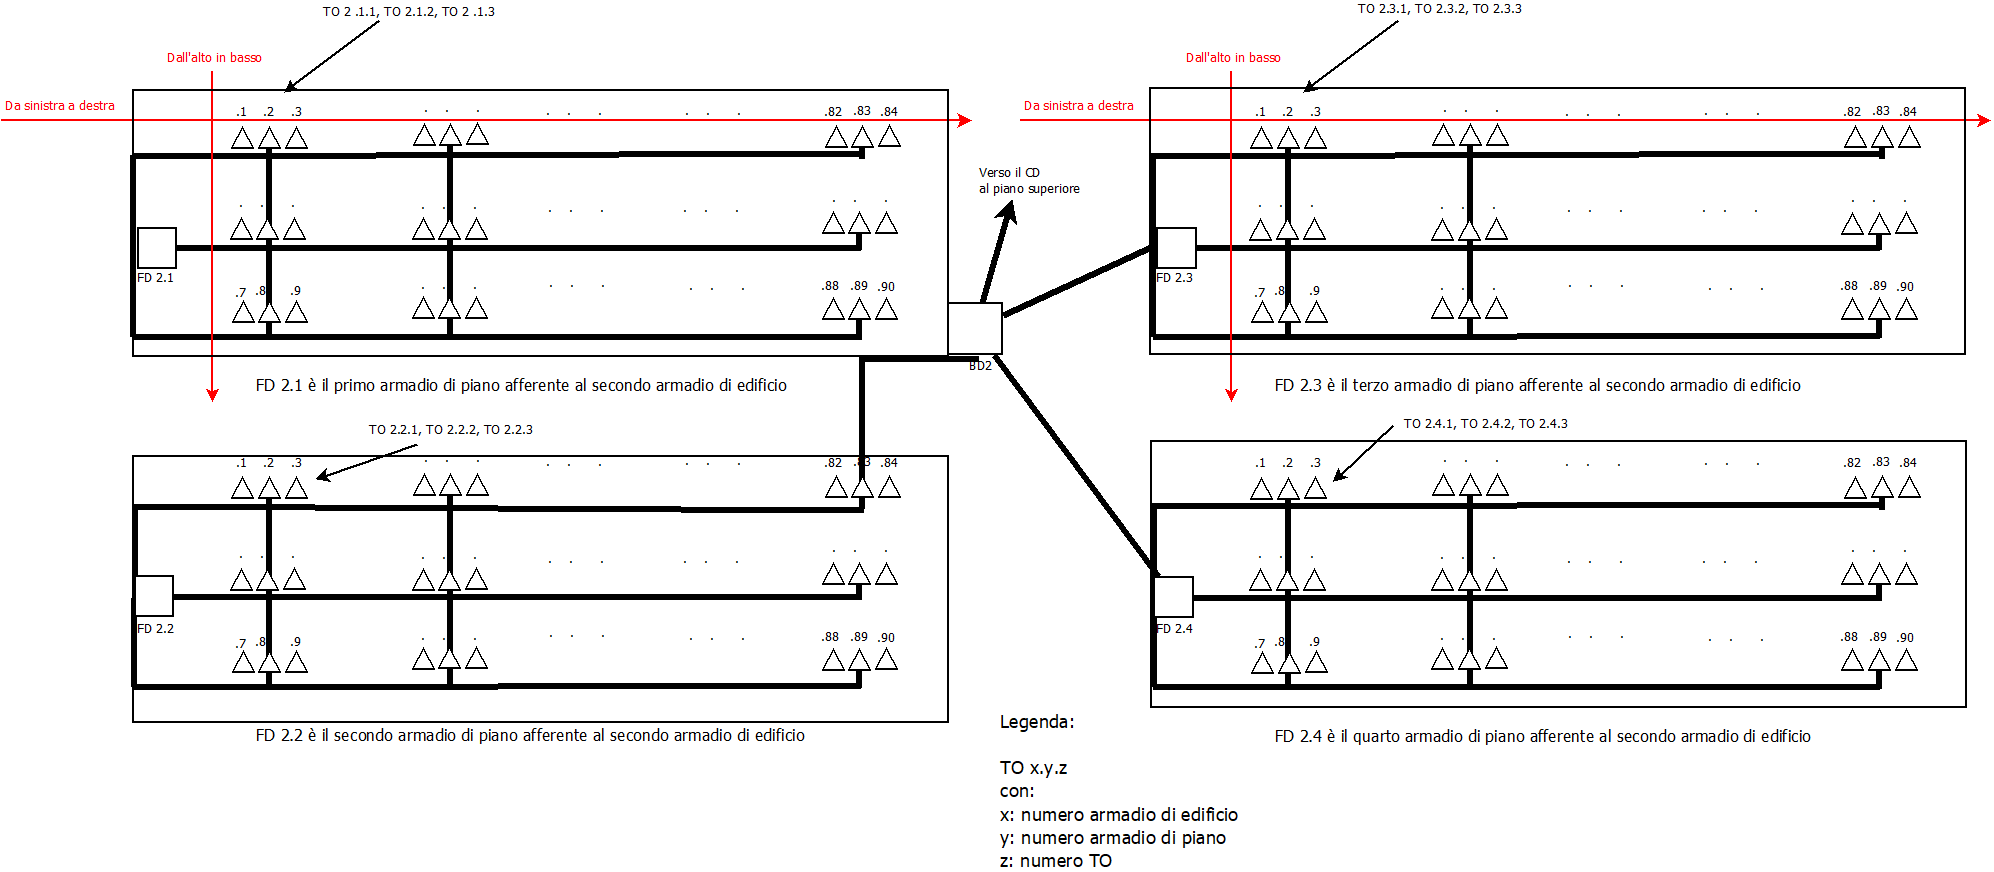 TO 2 .1.1, TO 2.1.2, TO 2 .1.3
Dall'alto in basso
Da sinistra a destra
.1 .2 .3
. . .
. . .
. . .
.82 .83 .84
. . .
. . .
. . .
. . .
. . .
FD 2.1
.7 .8 .9
. . .
. . .
. . .
.88 .89 .90
FD 2.1 è il primo armadio di piano afferente al secondo armadio di edificio
Verso il CD
al piano superiore
BD2
TO 2.3.1, TO 2.3.2, TO 2.3.3
Dall'alto in basso
Da sinistra a destra
.1 .2 .3
. . .
. . .
. . .
.82 .83 .84
. . .
. . .
. . .
. . .
. . .
FD 2.3
.7 .8 .9
. . .
. . .
. . .
.88 .89 .90
FD 2.3 è il terzo armadio di piano afferente al secondo armadio di edificio
TO 2.2.1, TO 2.2.2, TO 2.2.3
.1 .2 .3
. . .
. . .
. . .
.82 .83 .84
. . .
. . .
. . .
. . .
. . .
FD 2.2
.7 .8 .9
. . .
. . .
. . .
.88 .89 .90
FD 2.2 è il secondo armadio di piano afferente al secondo armadio di edificio
TO 2.4.1, TO 2.4.2, TO 2.4.3
.1 .2 .3
. . .
. . .
. . .
.82 .83 .84
. . .
. . .
. . .
. . .
. . .
FD 2.4
.7 .8 .9
. . .
. . .
. . .
.88 .89 .90
FD 2.4 è il quarto armadio di piano afferente al secondo armadio di edificio
Legenda:
TO x.y.z
con:
x: numero armadio di edificio
y: numero armadio di piano
z: numero TO